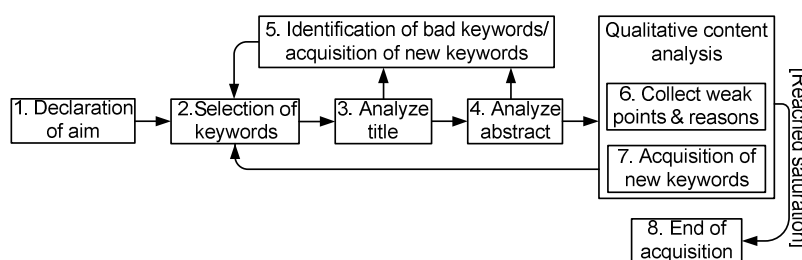 5. Identification of bad keywords/
acquisition of new keywords
Qualitative content
analysis
1. Declaration
of aim
2.Selection of
keywords
3. Analyze
title
4. Analyze
abstract
6. Collect weak
points & reasons
7. Acquisition of
new keywords
[Reached saturation]
8. End of
acquisition